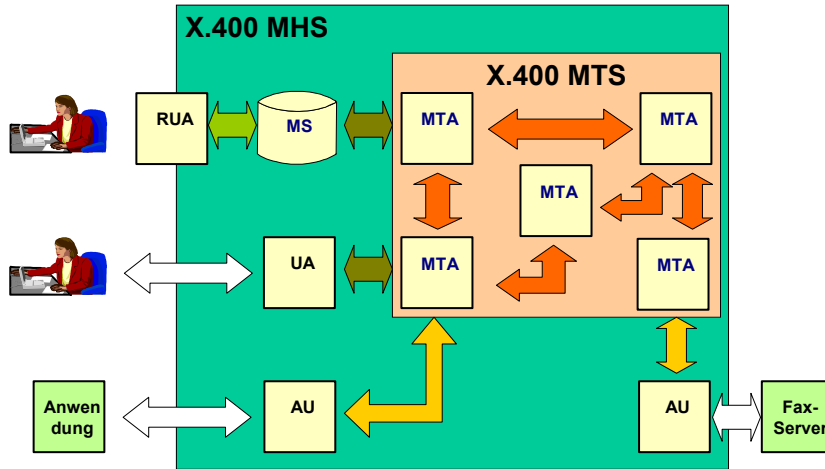 X.400 MHS
X.400 MTS
RUA
MS
MTA
MTA
MTA
UA
MTA
MTA
Anwen
dung
AU
AU
Fax-
Server